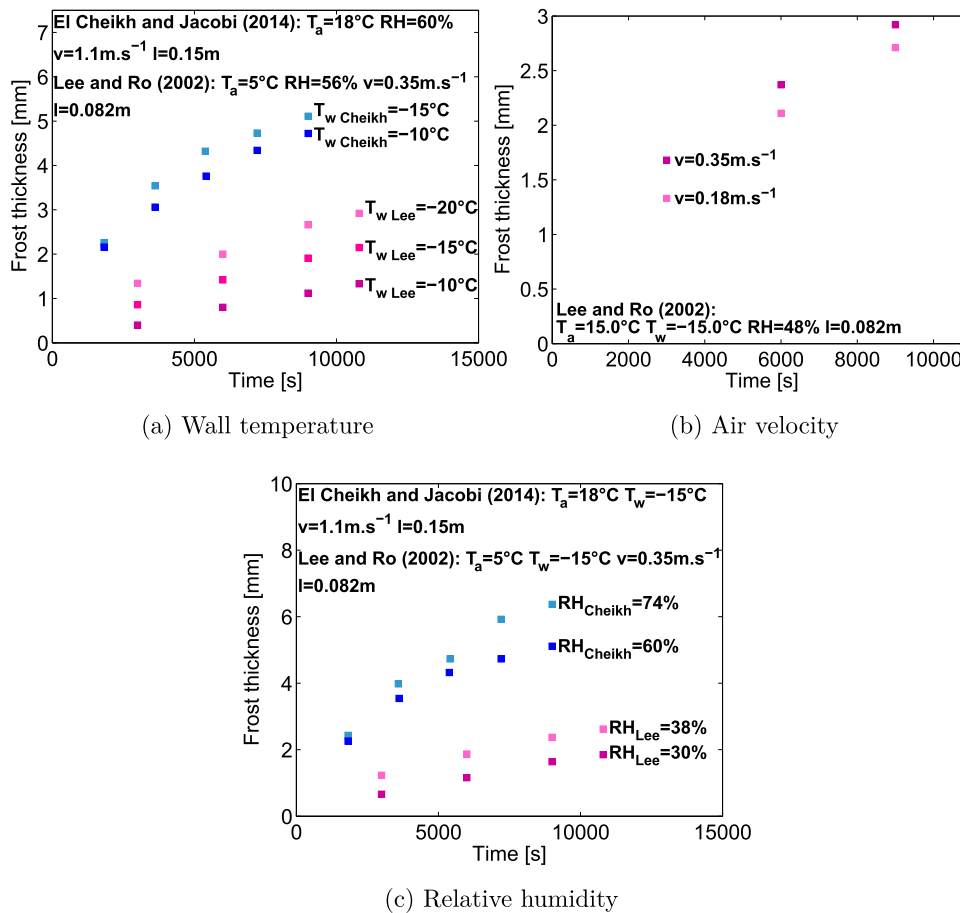 El Cheikh and Jacobi (2014): Ta=18°C RH=60%
v=1.1m.s−1 l=0.15m
Lee and Ro (2002): Ta=5°C RH=56% v=0.35m.s−1
l=0.082m
Tw Cheikh=−15°C
Tw Cheikh=−10°C
Tw Lee=−20°C
Tw Lee=−15°C
Tw Lee=−10°C
Frost thickness [mm]
7
6
5
4
3
2
1
0
0 5000 10000 15000
Time [s]
(a) Wall temperature
Frost thickness [mm]
3
2.5
2
1.5
1
0.5
0
v=0.35m.s−1
v=0.18m.s−1
Lee and Ro (2002):
Ta=15.0°C Tw=−15.0°C RH=48% l=0.082m
0 2000 4000 6000 8000 10000
Time [s]
(b) Air velocity
El Cheikh and Jacobi (2014): Ta=18°C Tw=−15°C
v=1.1m.s−1 l=0.15m
Lee and Ro (2002): Ta=5°C Tw=−15°C v=0.35m.s−1
l=0.082m
RHCheikh=74%
RHCheikh=60%
RHLee=38%
RHLee=30%
Frost thickness [mm]
10
8
6
4
2
0
0 5000 10000 15000
Time [s]
(c) Relative humidity